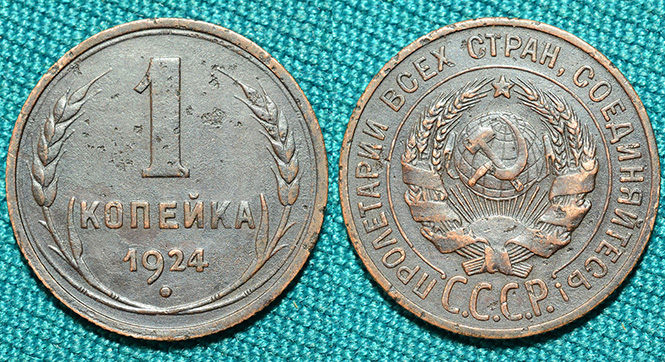 1
КОПЕЙКА
1924
ПРОЛЕТАРИИ ВСЕХ СТРАН, СОЕДИНЯЙТЕСЬ!
С.С.С.Р.